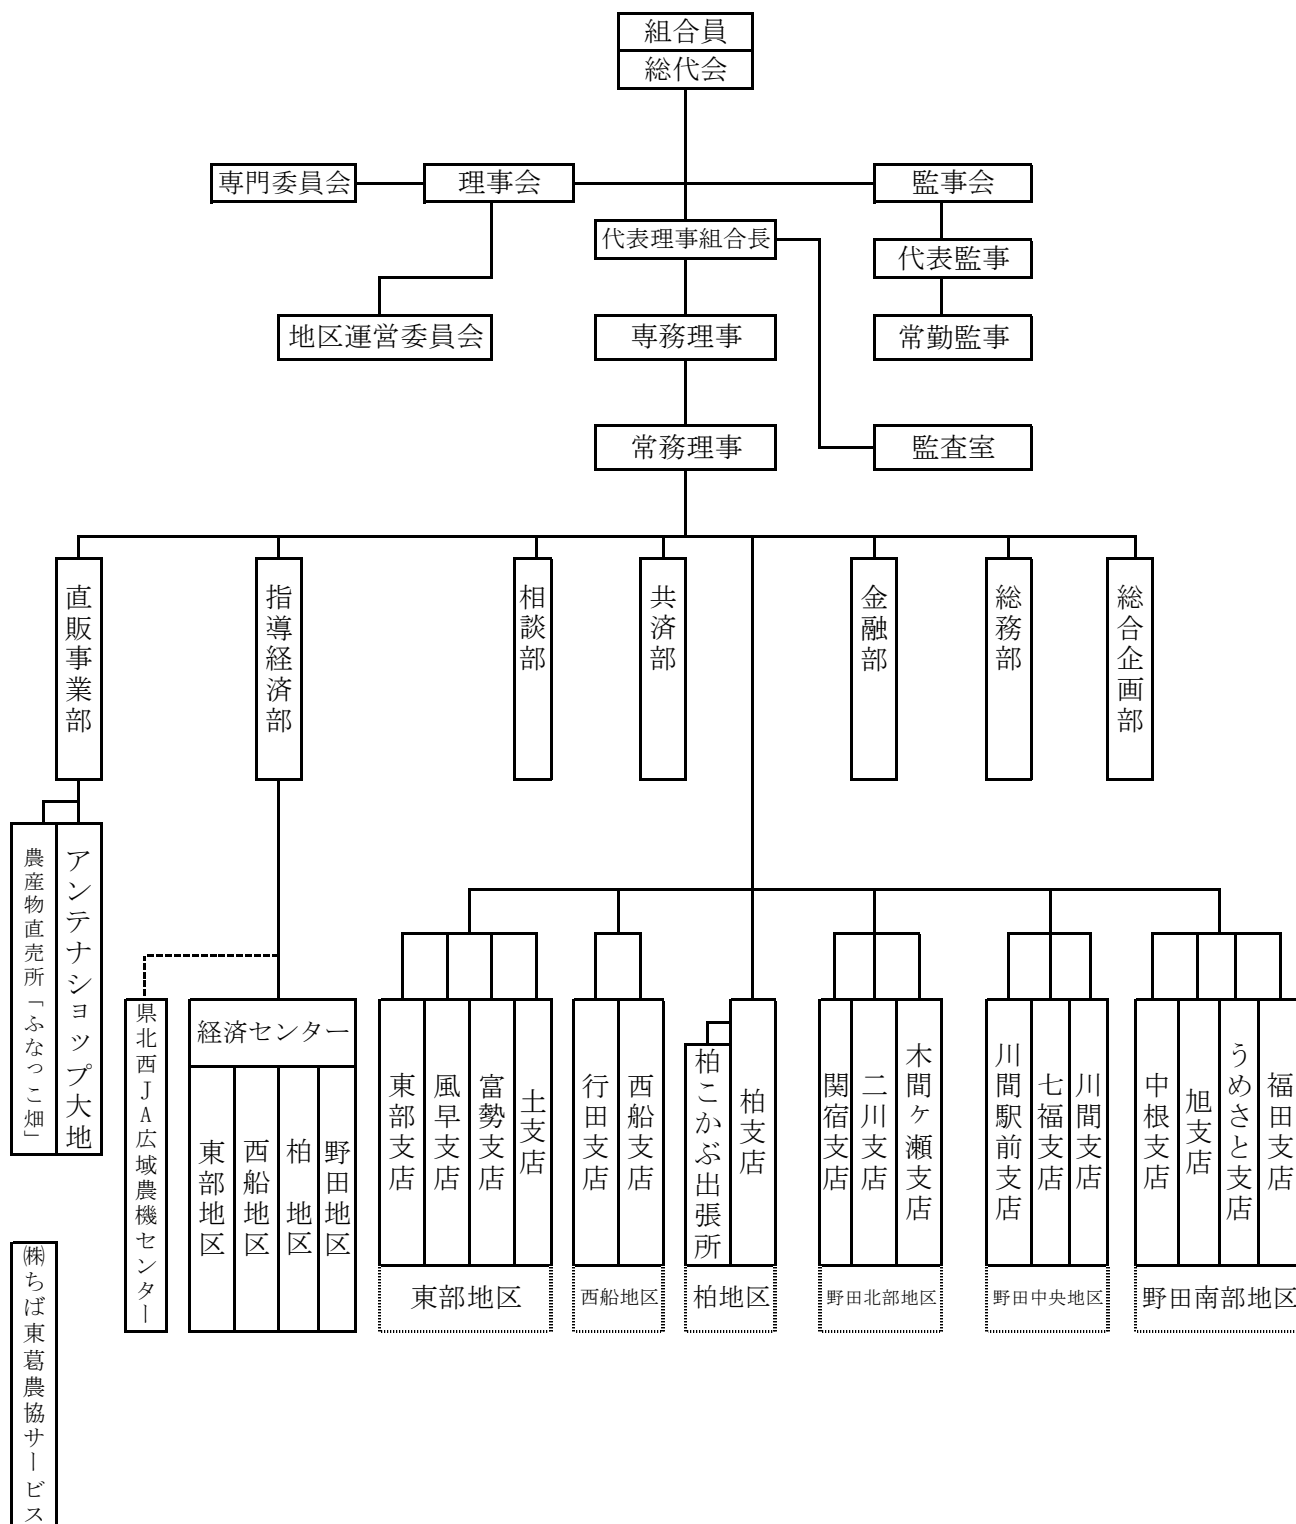 組合員
総代会
専門委員会
理事会
監事会
代表理事組合長
代表監事
地区運営委員会
専務理事
常勤監事
常務理事
監査室
直販事業部
指導経済部
相談部
共済部
金融部
総務部
総合企画部
農産物直売所「ふなっこ畑」
アンテナショップ大地
県北西JA広域農機センター
経済センター
東部地区
西船地区
柏 地区
野田地区
東部支店
風早支店
富勢支店
土支店
行田支店
西船支店
柏こかぶ出張所
柏支店
関宿支店
二川支店
木間ヶ瀬支店
川間駅前支店
七福支店
川間支店
中根支店
旭支店
うめさと支店
福田支店
東部地区
西船地区
柏地区
野田北部地区
野田中央地区
野田南部地区
㈱ちば東葛農協サービス